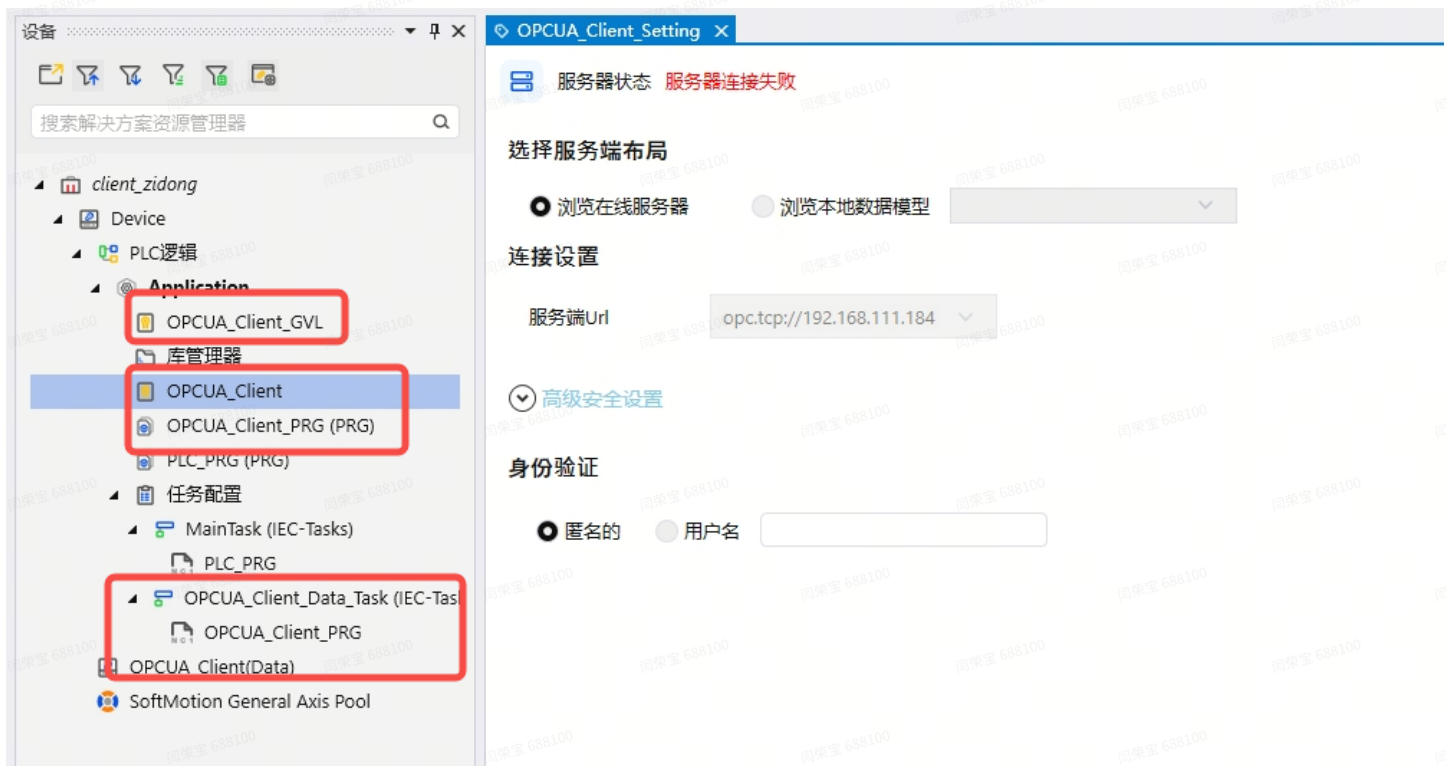 设备
OPCUA_Client_Setting
服务器状态 服务器连接失败
搜索解决方案资源管理器
选择服务端布局
client_zidong
浏览在线服务器 浏览本地数据模型
Device
PLC逻辑
连接设置
Application
OPCUA_Client_GVL
服务端Url opc.tcp://192.168.111.184
库管理器
OPCUA_Client
高级安全设置
OPCUA_Client_PRG (PRG)
PLC_PRG (PRG)
身份验证
任务配置
MainTask (IEC-Tasks)
匿名的 用户名
PLC_PRG
OPCUA_Client_Data_Task (IEC-Tasl
OPCUA_Client_PRG
OPCUA_Client(Data)
SoftMotion General Axis Pool
闫荣宝 688100